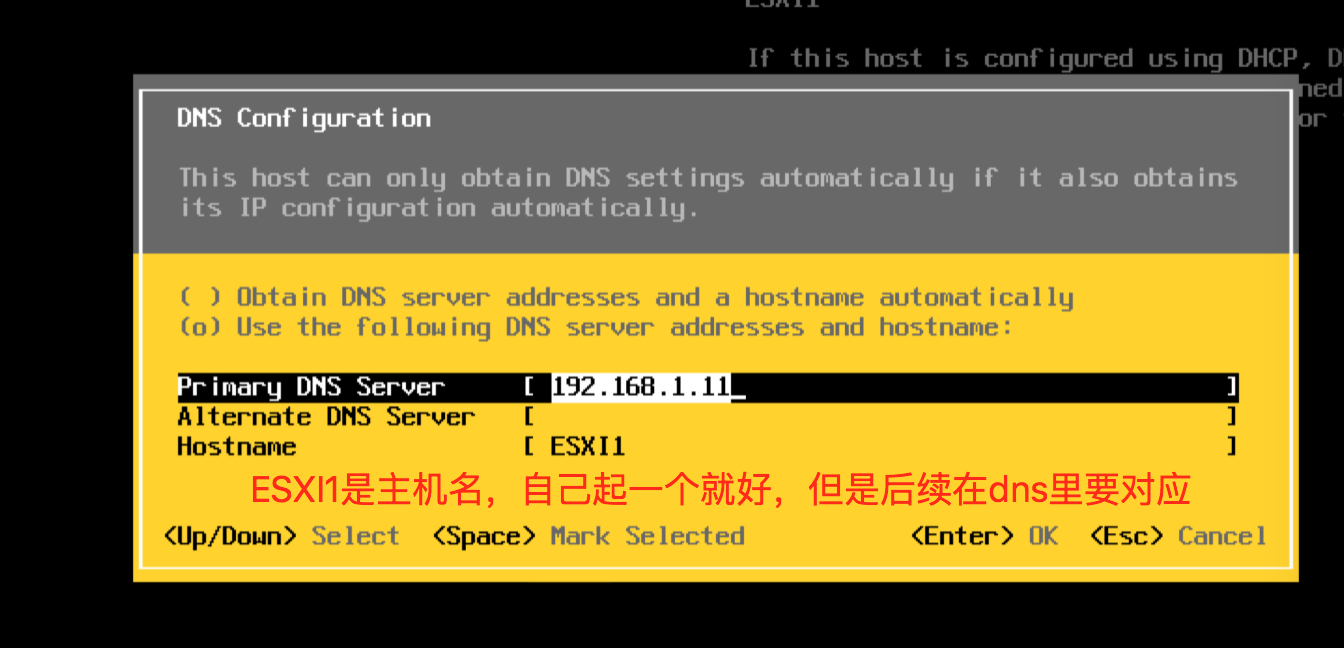 ESXI1
If this host is configured using DHCP, D
ned
or
DNS Configuration
This host can only obtain DNS settings automatically if it also obtains
its IP configuration automatically.
( ) Obtain DNS server addresses and a hostname automatically
(o) Use the following DNS server addresses and hostname:
Primary DNS Server [ 192.168.1.11_ ]
Alternate DNS Server [ ]
Hostname [ ESXI1 ]
ESXI1是主机名，自己起一个就好，但是后续在dns里要对应
<Up/Down> Select <Space> Mark Selected <Enter> OK <Esc> Cancel